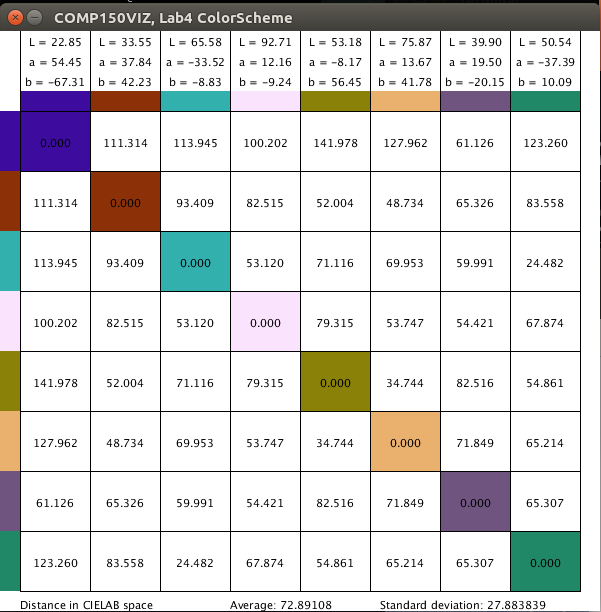 COMP150VIZ, Lab4 ColorScheme
L = 22.85 L = 33.55 L = 65.58 L = 92.71 L = 53.18 L = 75.87 L = 39.90 L = 50.54
a = 54.45 a = 37.84 a = −33.52 a = 12.16 a = −8.17 a = 13.67 a = 19.50 a = −37.39
b = −67.31 b = 42.23 b = −8.83 b = −9.24 b = 56.45 b = 41.78 b = −20.15 b = 10.09
0.000 111.314 113.945 100.202 141.978 127.962 61.126 123.260
111.314 0.000 93.409 82.515 52.004 48.734 65.326 83.558
113.945 93.409 0.000 53.120 71.116 69.953 59.991 24.482
100.202 82.515 53.120 0.000 79.315 53.747 54.421 67.874
141.978 52.004 71.116 79.315 0.000 34.744 82.516 54.861
127.962 48.734 69.953 53.747 34.744 0.000 71.849 65.214
61.126 65.326 59.991 54.421 82.516 71.849 0.000 65.307
123.260 83.558 24.482 67.874 54.861 65.214 65.307 0.000
Distance in CIELAB space Average: 72.89108 Standard deviation: 27.883839